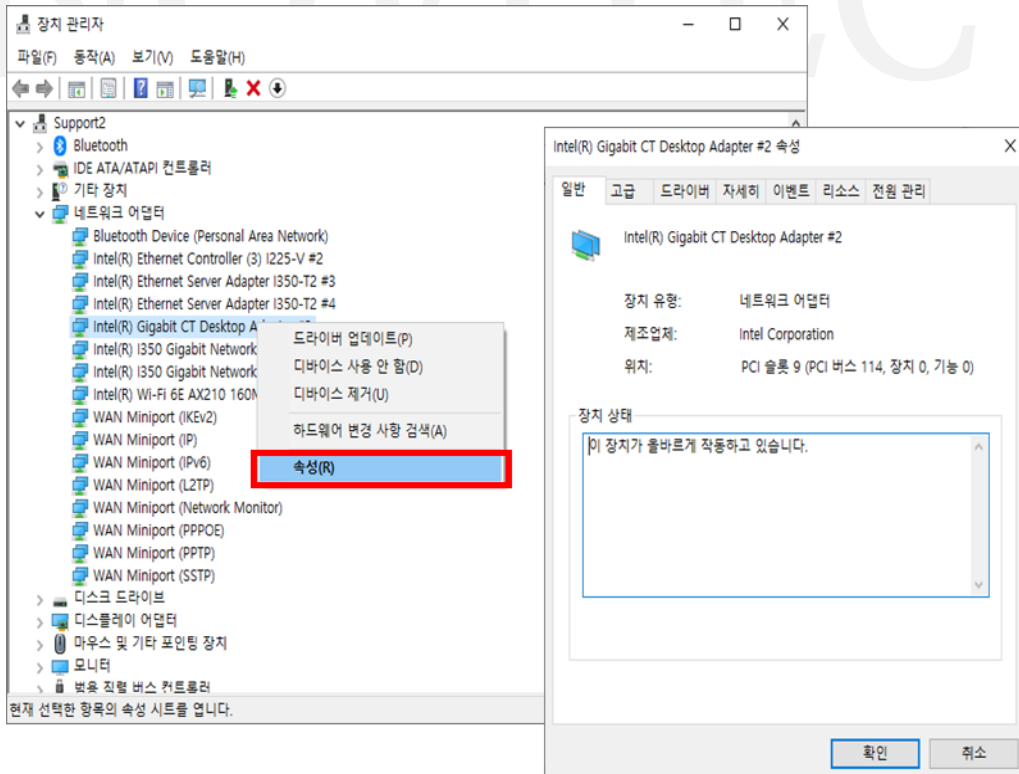 장치 관리자
파일(F) 동작(A) 보기(V) 도움말(H)
Support2
Bluetooth
IDE ATA/ATAPI 컨트롤러
기타 장치
네트워크 어댑터
Bluetooth Device (Personal Area Network)
Intel(R) Ethernet Controller (3) I225-V #2
Intel(R) Ethernet Server Adapter I350-T2 #3
Intel(R) Ethernet Server Adapter I350-T2 #4
Intel(R) Gigabit CT Desktop A
Intel(R) I350 Gigabit Network
Intel(R) I350 Gigabit Network
Intel(R) Wi-Fi 6E AX210 160M
WAN Miniport (IKEv2)
WAN Miniport (IP)
WAN Miniport (IPv6)
WAN Miniport (L2TP)
WAN Miniport (Network Monitor)
WAN Miniport (PPPOE)
WAN Miniport (PPTP)
WAN Miniport (SSTP)
디스크 드라이브
디스플레이 어댑터
마우스 및 기타 포인팅 장치
모니터
범용 직렬 버스 컨트롤러
현재 선택한 항목의 속성 시트를 엽니다.
드라이버 업데이트(P)
디바이스 사용 안 함(D)
디바이스 제거(U)
하드웨어 변경 사항 검색(A)
속성(R)
Intel(R) Gigabit CT Desktop Adapter #2 속성
일반 고급 드라이버 자세히 이벤트 리소스 전원 관리
Intel(R) Gigabit CT Desktop Adapter #2
장치 유형: 네트워크 어댑터
제조업체: Intel Corporation
위치: PCI 슬롯 9 (PCI 버스 114, 장치 0, 기능 0)
장치 상태
이 장치가 올바르게 작동하고 있습니다.
확인 취소